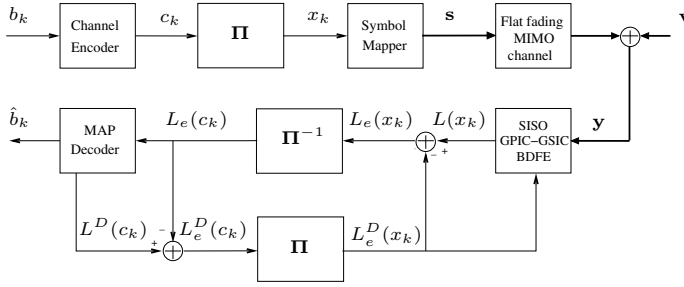 b_k
Channel
Encoder
c_k
Π
x_k
Symbol
Mapper
s
Flat fading
MIMO
channel
+
v
b̂_k
MAP
Decoder
L_e(c_k)
Π⁻¹
L_e(x_k)
+
- +
L(x_k)
SISO
GPIC–GSIC
BDFE
y
L^D(c_k)
-
+
+
L_e^D(c_k)
Π
L_e^D(x_k)